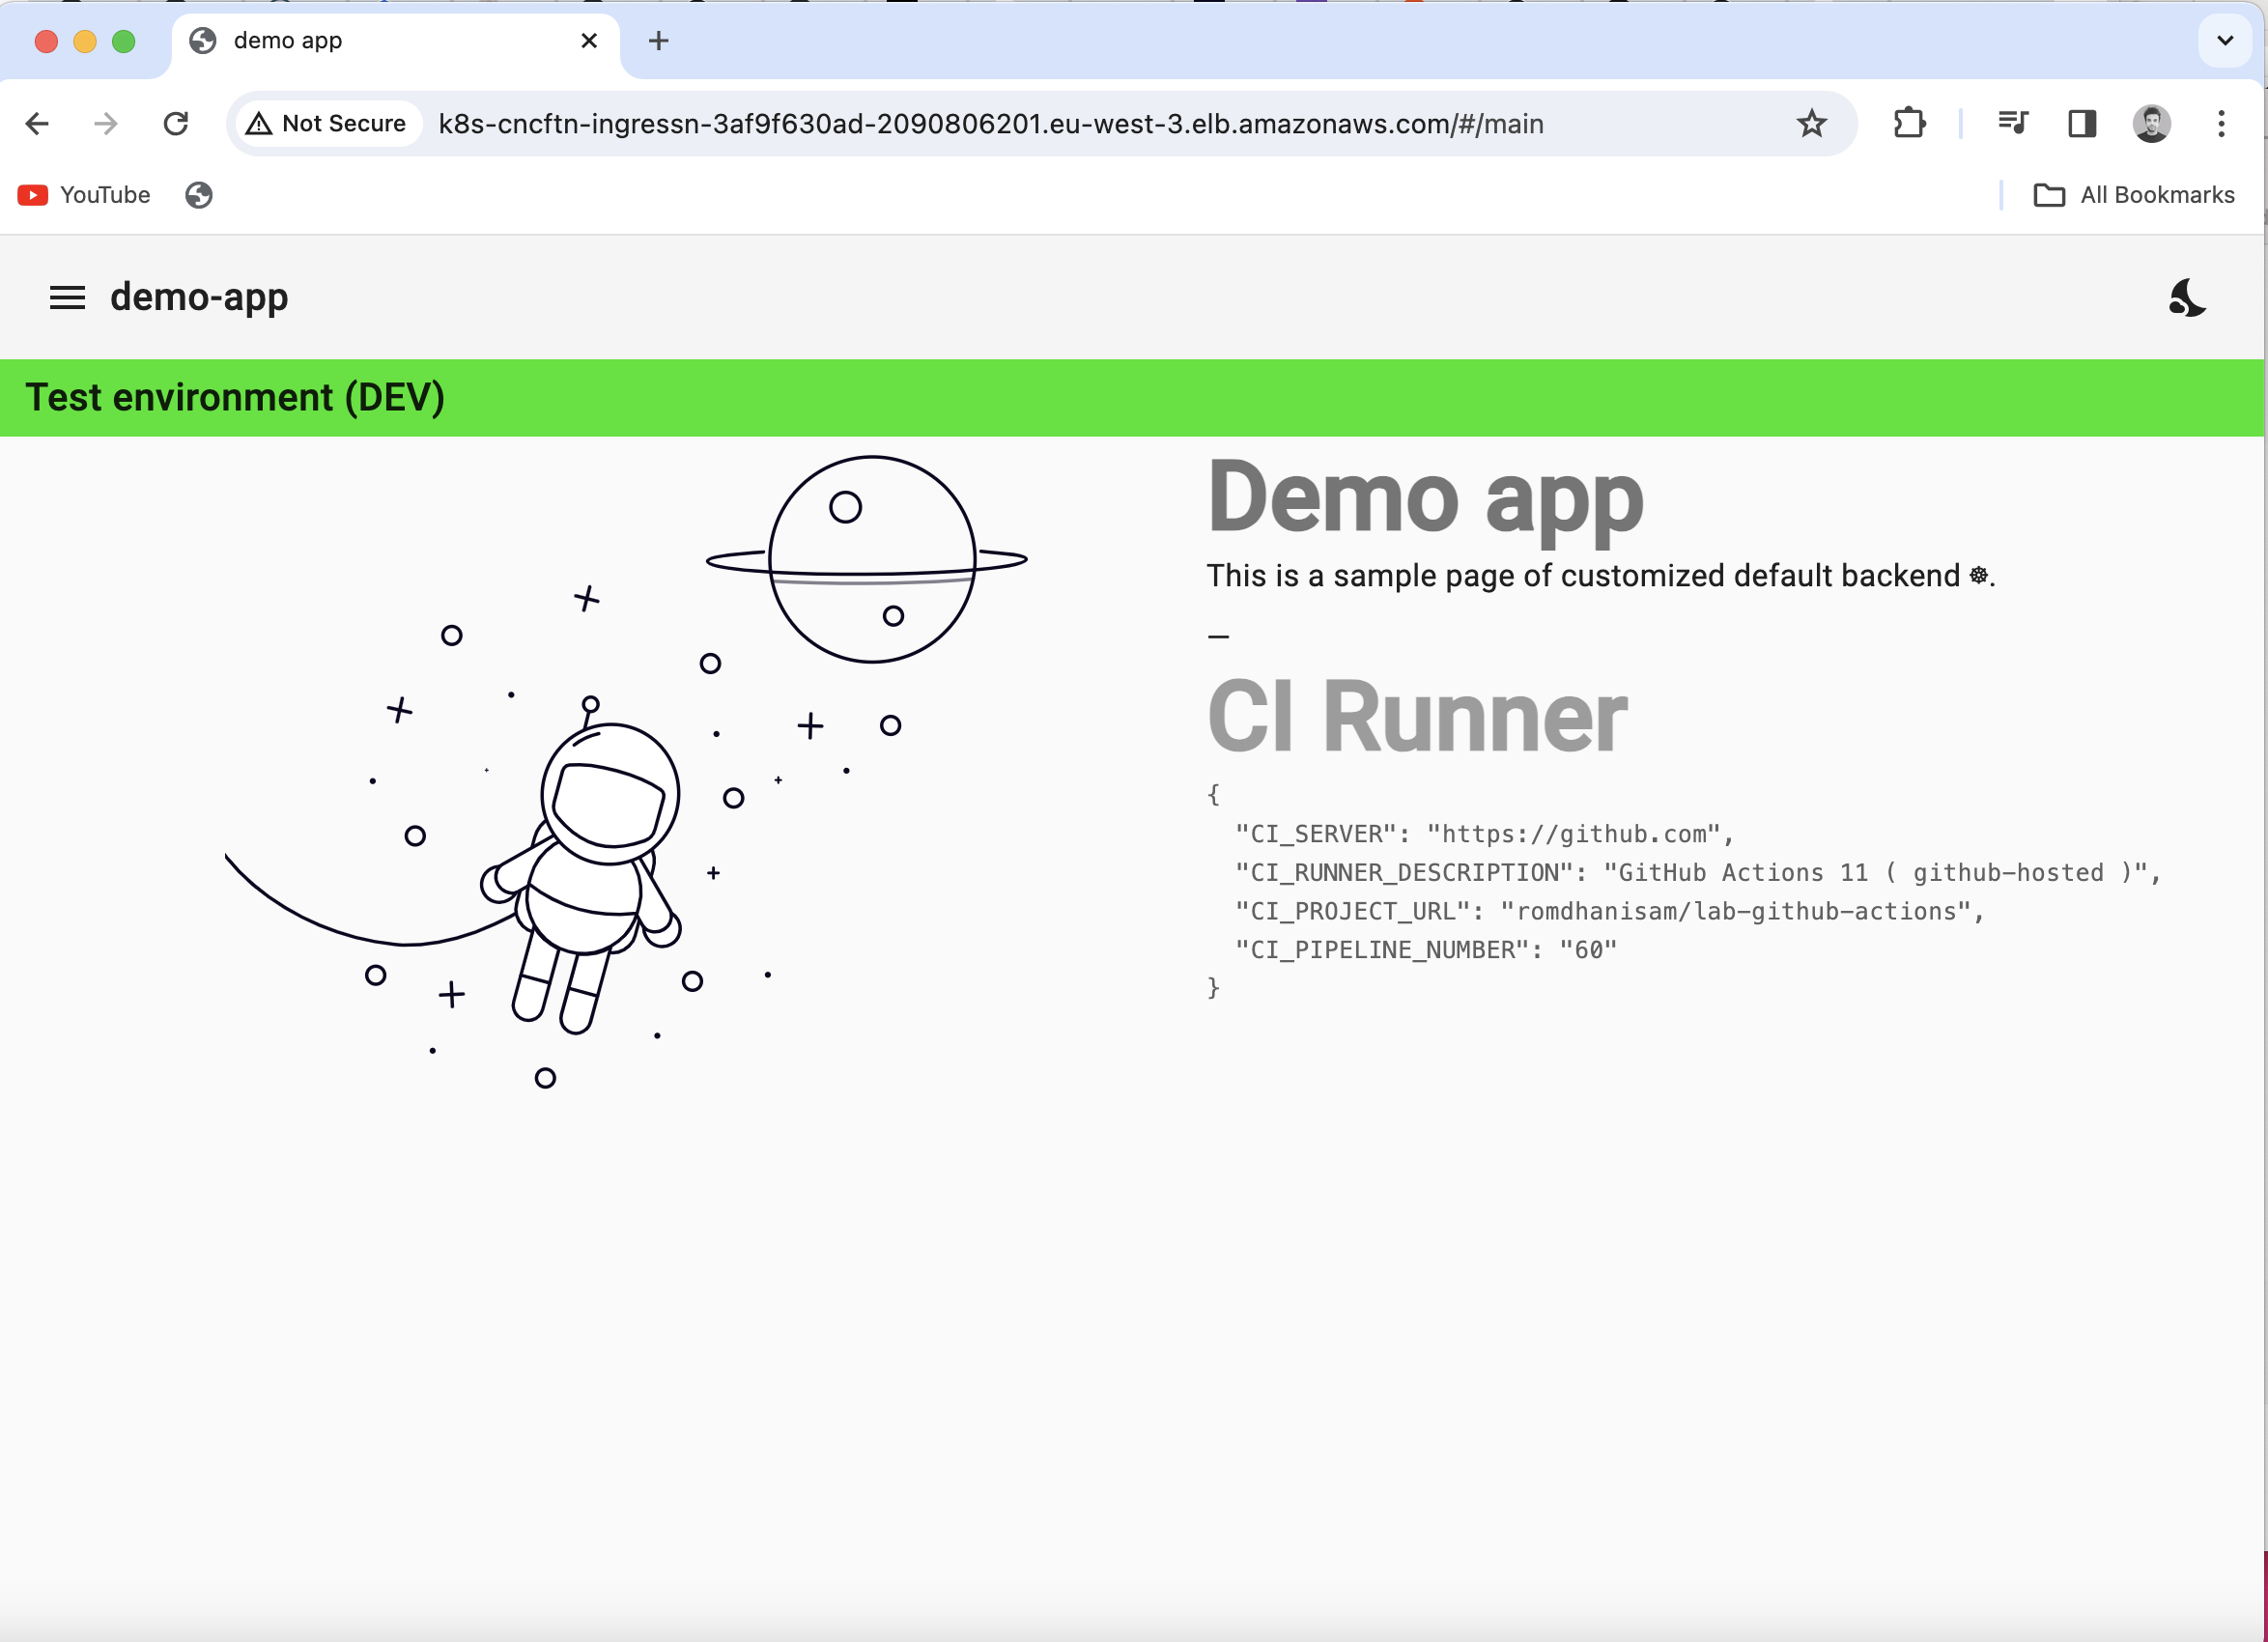 demo app
Not Secure
k8s-cncftn-ingressn-3af9f630ad-2090806201.eu-west-3.elb.amazonaws.com/#/main
YouTube
All Bookmarks
demo-app
Test environment (DEV)
Demo app
This is a sample page of customized default backend ☸.
—
CI Runner
{
"CI_SERVER": "https://github.com",
"CI_RUNNER_DESCRIPTION": "GitHub Actions 11 ( github-hosted )",
"CI_PROJECT_URL": "romdhanisam/lab-github-actions",
"CI_PIPELINE_NUMBER": "60"
}